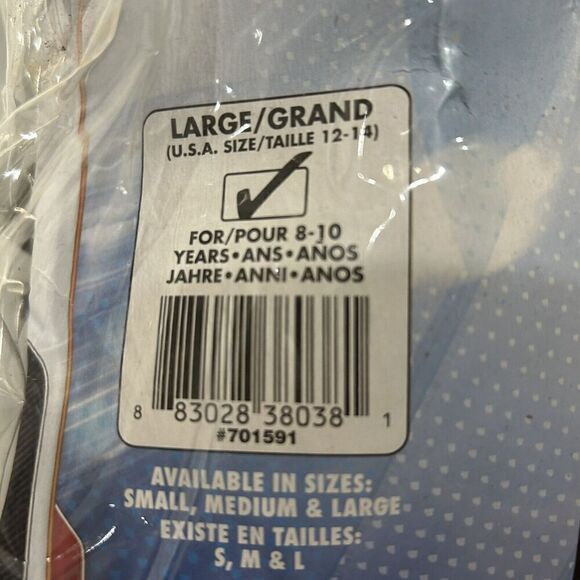 LARGE/GRAND
(U.S.A. SIZE/TAILLE 12-14)
FOR/POUR 8-10
YEARS•ANS•AÑOS
JAHRE•ANNI•ANOS
8 83028 38038 1
#701591
AVAILABLE IN SIZES:
SMALL, MEDIUM & LARGE
EXISTE EN TAILLES:
S, M & L